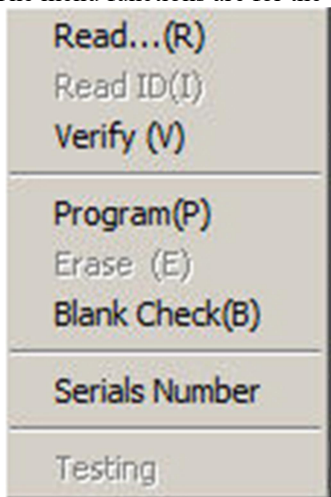 Read...(R)
Read ID(I)
Verify (V)
Program(P)
Erase (E)
Blank Check(B)
Serials Number
Testing